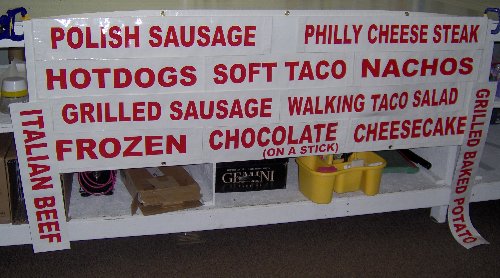 POLISH SAUSAGE
PHILLY CHEESE STEAK
HOTDOGS
SOFT TACO
NACHOS
GRILLED SAUSAGE
WALKING TACO SALAD
FROZEN
CHOCOLATE
(ON A STICK)
CHEESECAKE
ITALIAN BEEF
GRILLED BAKED POTATO
GEMINI